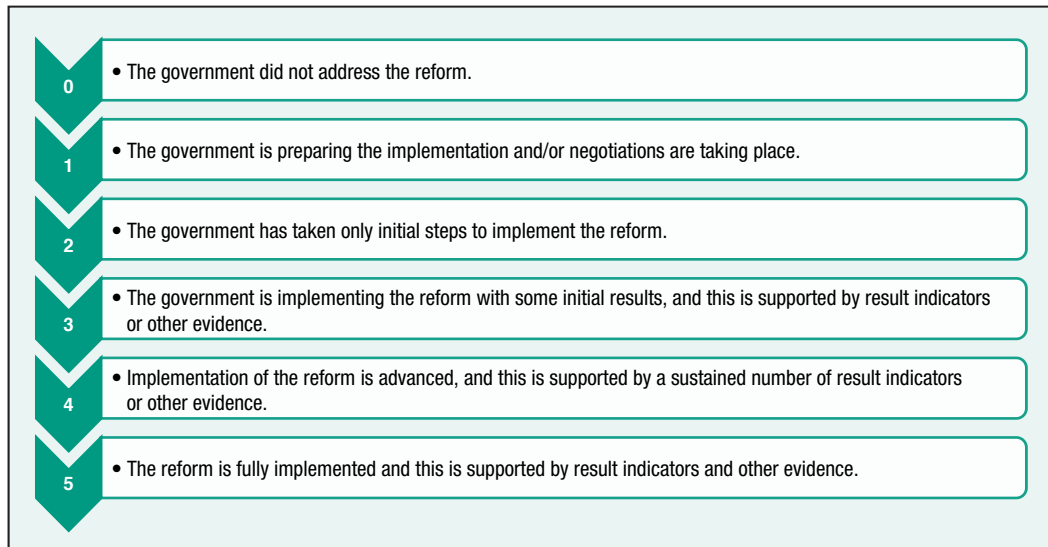 0
• The government did not address the reform.
1
• The government is preparing the implementation and/or negotiations are taking place.
2
• The government has taken only initial steps to implement the reform.
3
• The government is implementing the reform with some initial results, and this is supported by result indicators
or other evidence.
4
• Implementation of the reform is advanced, and this is supported by a sustained number of result indicators
or other evidence.
5
• The reform is fully implemented and this is supported by result indicators and other evidence.